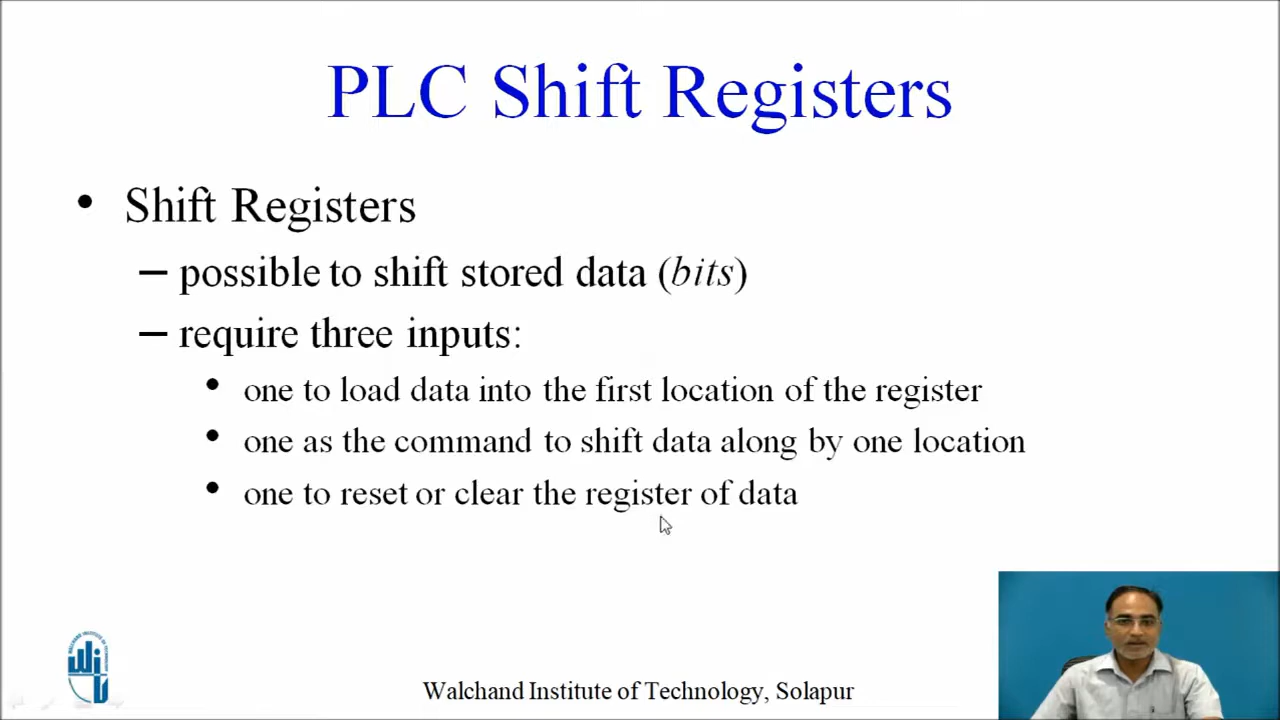 PLC Shift Registers
• Shift Registers
– possible to shift stored data (bits)
– require three inputs:
• one to load data into the first location of the register
• one as the command to shift data along by one location
• one to reset or clear the register of data
Walchand Institute of Technology, Solapur